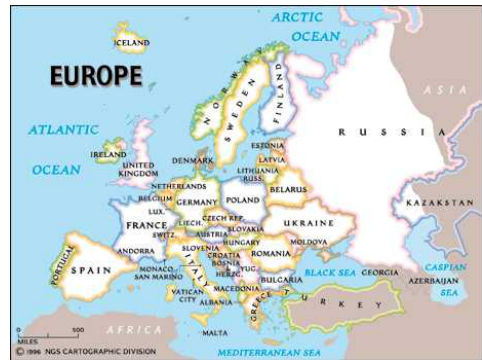 ARCTIC
OCEAN
ICELAND
EUROPE
NORWAY
SWEDEN
FINLAND
ASIA
RUSSIA
ATLANTIC
OCEAN
ESTONIA
LATVIA
LITHUANIA
RUSS.
DENMARK
IRELAND
UNITED
KINGDOM
NETHERLANDS
BELARUS
BELGIUM
GERMANY
POLAND
KAZAKSTAN
LUX.
CZECH REP.
UKRAINE
FRANCE
LIECH.
SLOVAKIA
SWITZ.
AUSTRIA
HUNGARY
MOLDOVA
SLOVENIA
ROMANIA
ANDORRA
CROATIA
PORTUGAL
SPAIN
ITALY
MONACO
SAN MARINO
BOSNIA
HERZG.
YUG.
BLACK SEA
GEORGIA
CASPIAN
SEA
BULGARIA
AZERBAIJAN
VATICAN
CITY
MACEDONIA
ALBANIA
GREECE
TURKEY
AFRICA
MALTA
MEDITERRANEAN SEA
0 500
MILES
© 1996 NGS CARTOGRAPHIC DIVISION